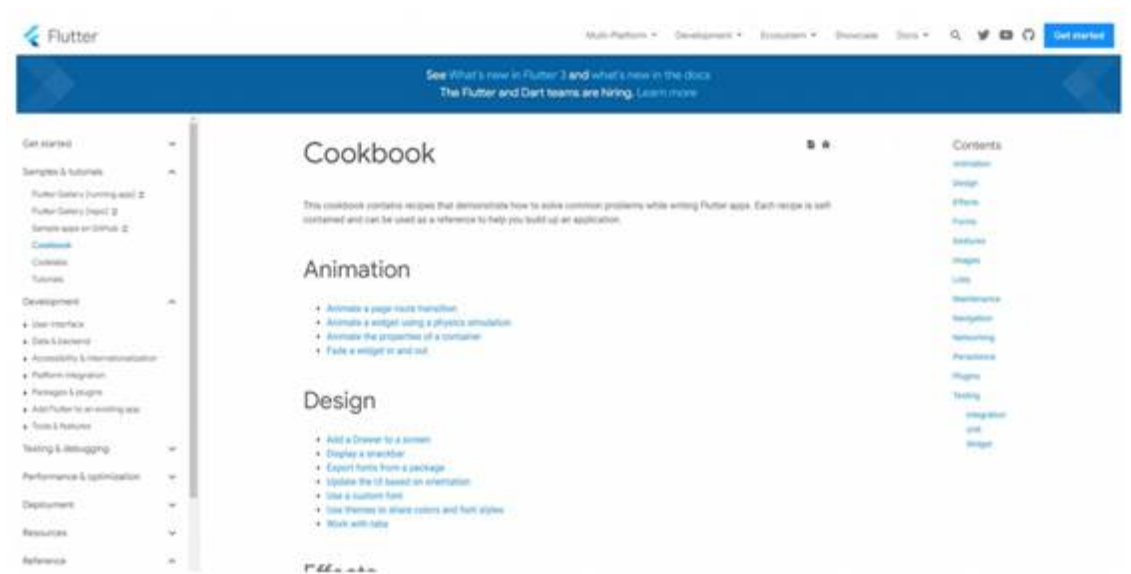 Flutter
Multi-Platform Development Ecosystem Showcase Docs Get started
See What's new in Flutter 3 and what's new in the docs
The Flutter and Dart teams are hiring. Learn more
Get started
Samples & tutorials
Flutter Gallery [running app]
Flutter Gallery [repo]
Sample apps on GitHub
Cookbook
Codelabs
Tutorials
Development
User interface
Data & backend
Accessibility & internationalization
Platform integration
Packages & plugins
Add Flutter to an existing app
Tools & features
Testing & debugging
Performance & optimization
Deployment
Resources
Reference
Cookbook
This cookbook contains recipes that demonstrate how to solve common problems while writing Flutter apps. Each recipe is self-
contained and can be used as a reference to help you build up an application.
Animation
Animate a page route transition
Animate a widget using a physics simulation
Animate the properties of a container
Fade a widget in and out
Design
Add a Drawer to a screen
Display a snackbar
Export fonts from a package
Update the UI based on orientation
Use a custom font
Use themes to share colors and font styles
Work with tabs
Effects
Contents
Animation
Design
Effects
Forms
Gestures
Images
Lists
Maintenance
Navigation
Networking
Persistence
Plugins
Testing
Integration
Unit
Widget